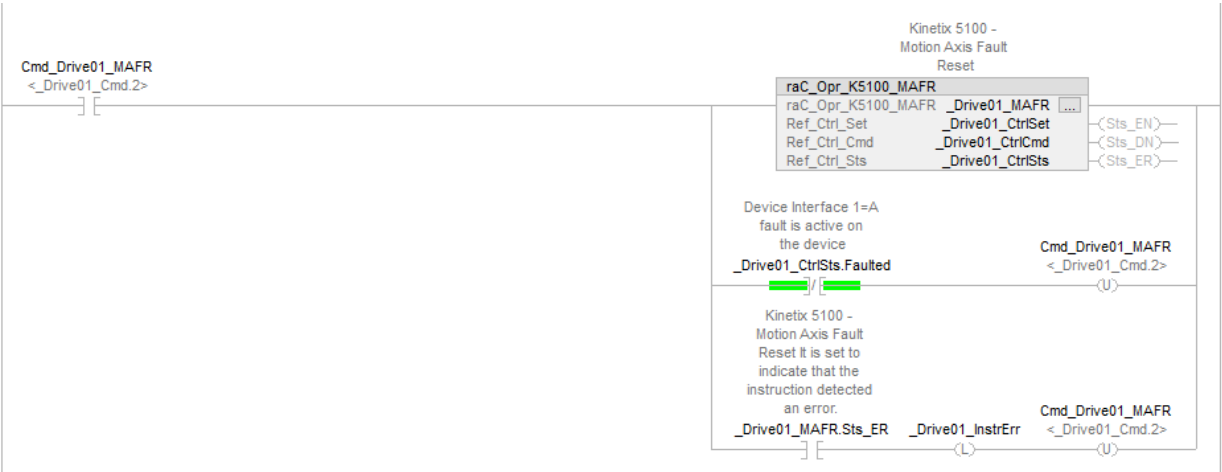 Kinetix 5100 -
Motion Axis Fault
Reset
Cmd_Drive01_MAFR
<_Drive01_Cmd.2>
raC_Opr_K5100_MAFR
raC_Opr_K5100_MAFR _Drive01_MAFR ...
Ref_Ctrl_Set _Drive01_CtrlSet (Sts_EN)
Ref_Ctrl_Cmd _Drive01_CtrlCmd (Sts_DN)
Ref_Ctrl_Sts _Drive01_CtrlSts (Sts_ER)
Device Interface 1=A
fault is active on
the device
_Drive01_CtrlSts.Faulted
Cmd_Drive01_MAFR
<_Drive01_Cmd.2>
U
Kinetix 5100 -
Motion Axis Fault
Reset It is set to
indicate that the
instruction detected
an error.
_Drive01_MAFR.Sts_ER _Drive01_InstrErr
Cmd_Drive01_MAFR
<_Drive01_Cmd.2>
L U